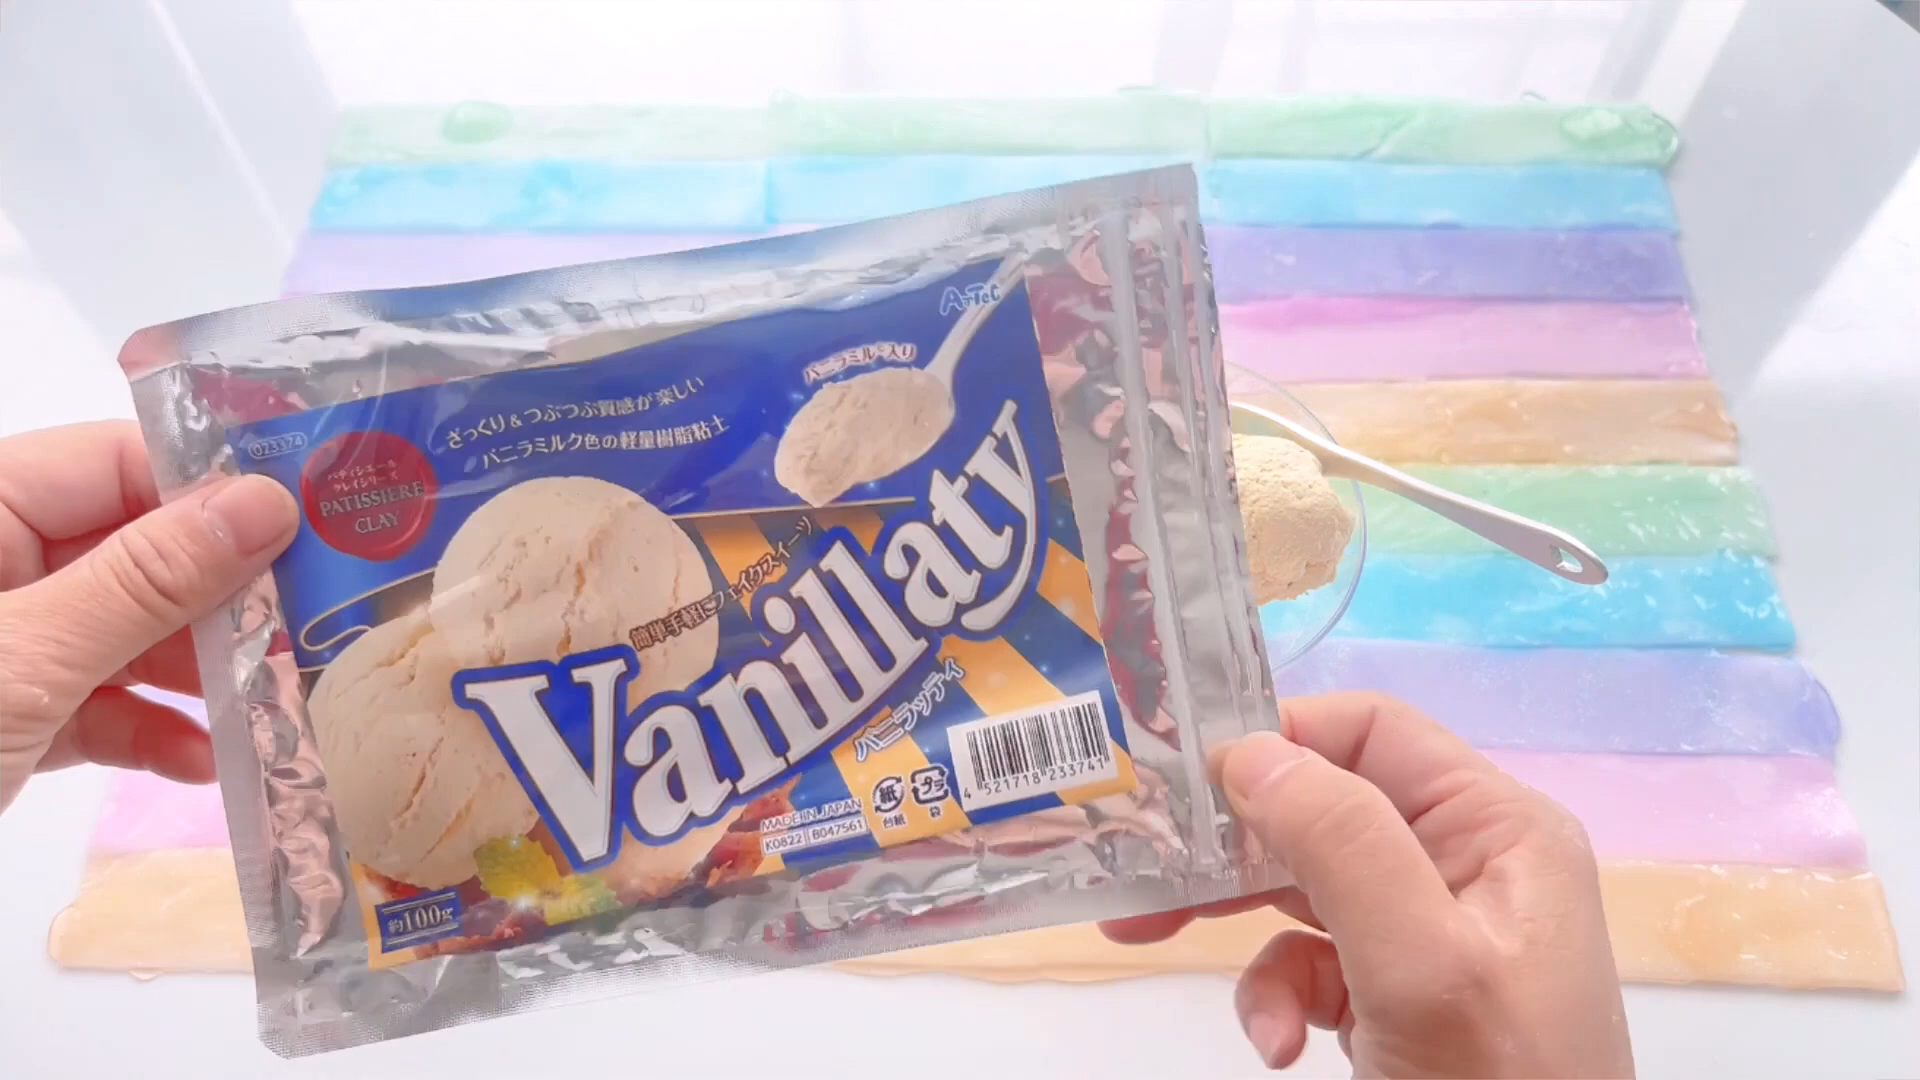 ArTeC
バニラミルク入り
ざっくり＆つぶつぶ質感が楽しい
バニラミルク色の軽量樹脂粘土
023374
パティシエール
クレイシリーズ
PATISSIERE
CLAY
簡単手軽にフェイクスイーツ
Vanillaty
バニラッティ
4 521718 233741
紙
台紙
プラ
袋
MADE IN JAPAN
K0822 B047561
約100g